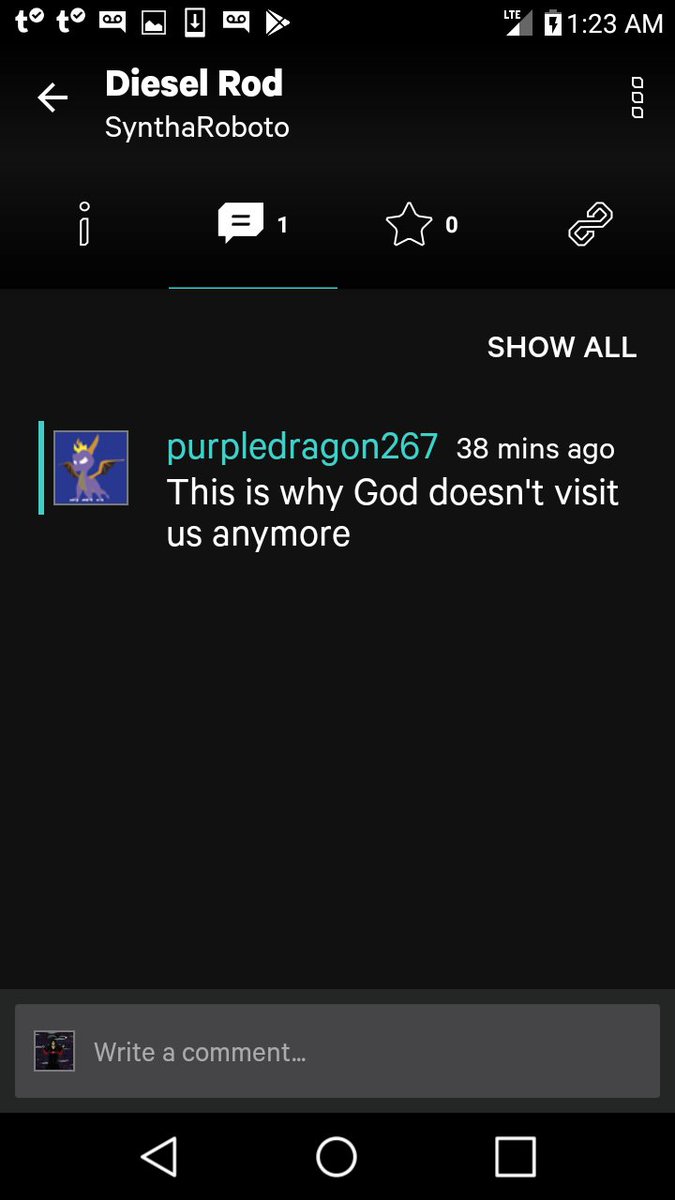 LTE 1:23 AM
Diesel Rod
SynthaRoboto
1 0
SHOW ALL
purpledragon267 38 mins ago
This is why God doesn't visit
us anymore
Write a comment...